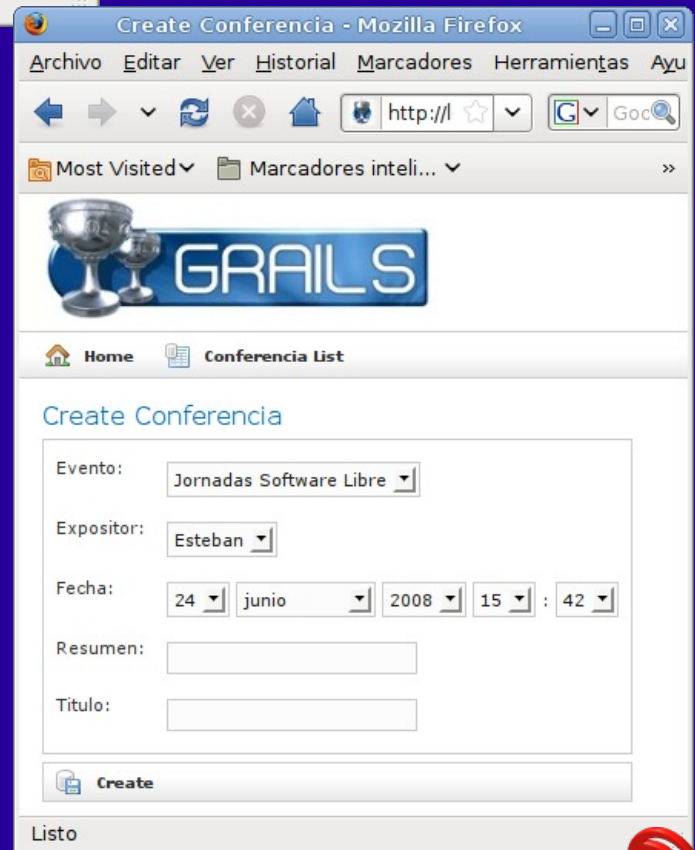 Create Conferencia - Mozilla Firefox
Archivo Editar Ver Historial Marcadores Herramientas Ayu
http://l G Goo
Most Visited Marcadores inteli... »
GRAILS
Home Conferencia List
Create Conferencia
Evento: Jornadas Software Libre
Expositor: Esteban
Fecha: 24 junio 2008 15 : 42
Resumen:
Titulo:
Create
Listo